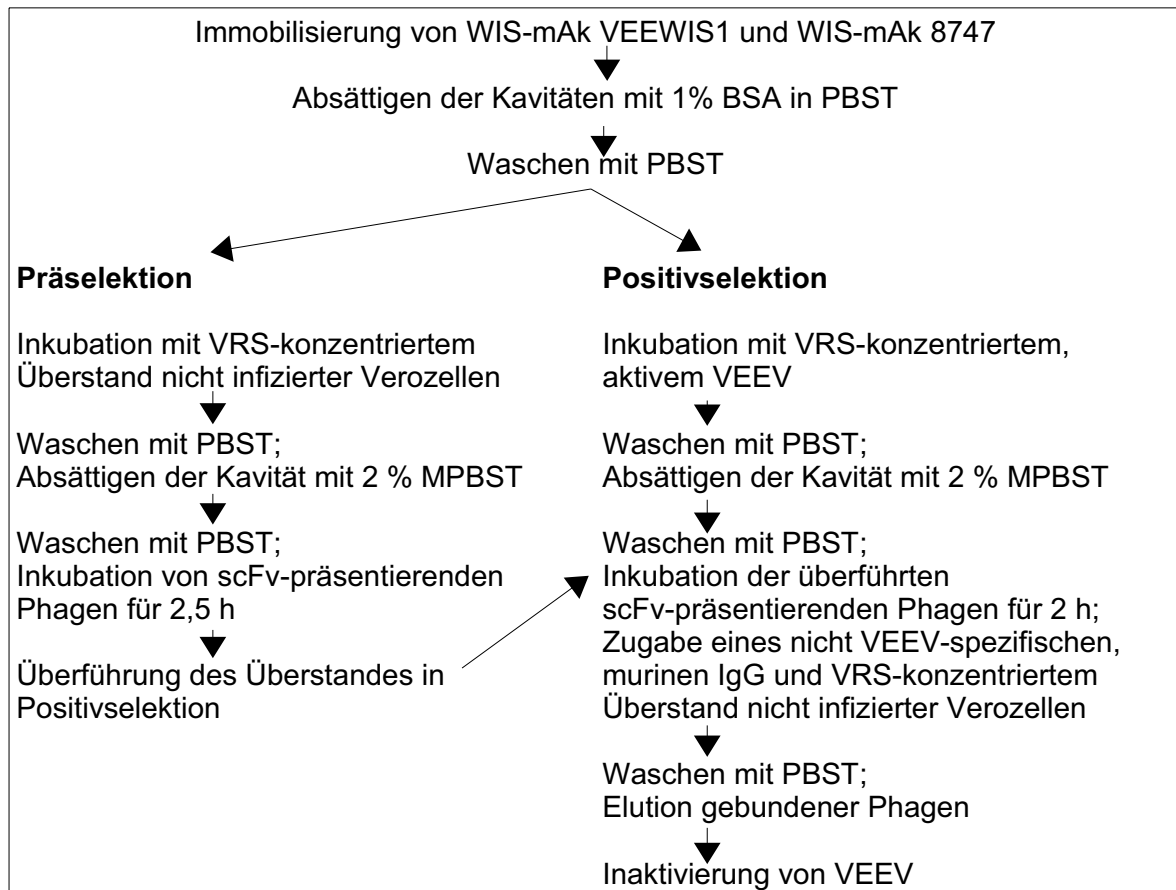 Immobilisierung von WIS-mAk VEEWIS1 und WIS-mAk 8747
Absättigen der Kavitäten mit 1% BSA in PBST
Waschen mit PBST
Präselektion
Inkubation mit VRS-konzentriertem
Überstand nicht infizierter Verozellen
Waschen mit PBST;
Absättigen der Kavität mit 2 % MPBST
Waschen mit PBST;
Inkubation von scFv-präsentierenden
Phagen für 2,5 h
Überführung des Überstandes in
Positivselektion
Positivselektion
Inkubation mit VRS-konzentriertem,
aktivem VEEV
Waschen mit PBST;
Absättigen der Kavität mit 2 % MPBST
Waschen mit PBST;
Inkubation der überführten
scFv-präsentierenden Phagen für 2 h;
Zugabe eines nicht VEEV-spezifischen,
murinen IgG und VRS-konzentriertem
Überstand nicht infizierter Verozellen
Waschen mit PBST;
Elution gebundener Phagen
Inaktivierung von VEEV